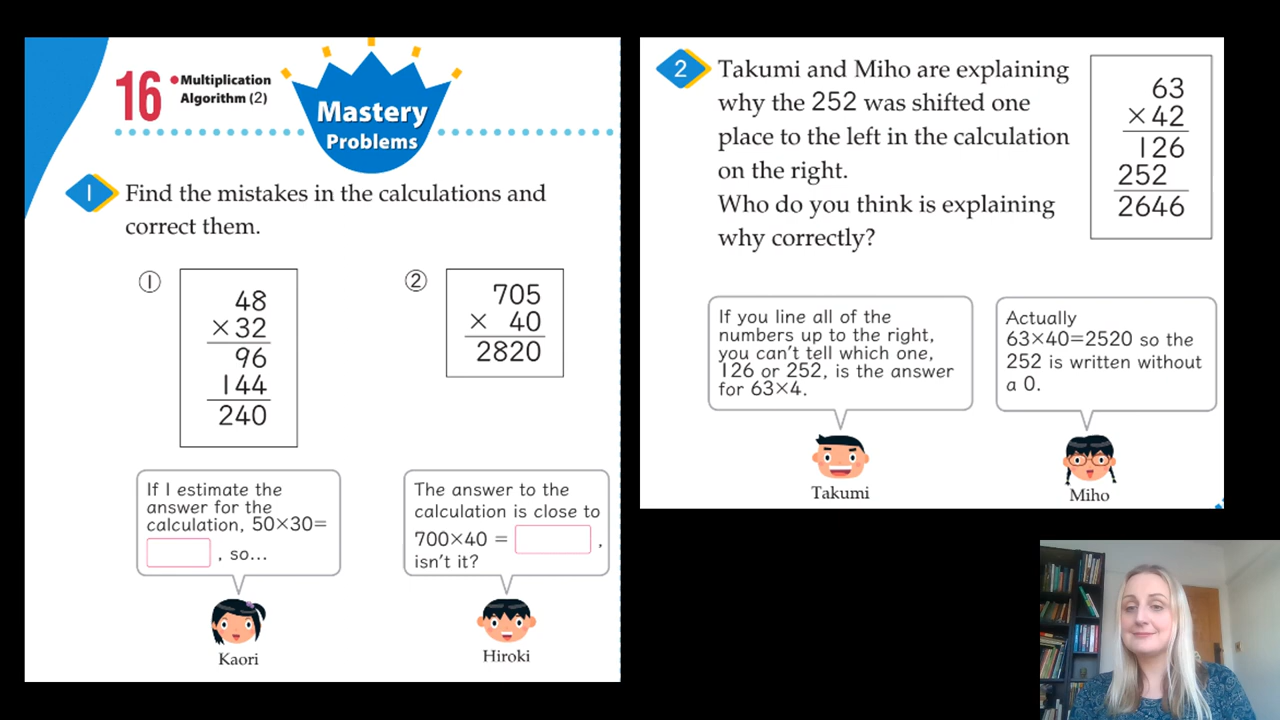 16
Multiplication
Algorithm (2)
Mastery
Problems
1 Find the mistakes in the calculations and
correct them.
①
48
×32
96
144
240
②
705
× 40
2820
If I estimate the
answer for the
calculation, 50×30=
, so...
Kaori
The answer to the
calculation is close to
700×40 = ,
isn't it?
Hiroki
2 Takumi and Miho are explaining
why the 252 was shifted one
place to the left in the calculation
on the right.
Who do you think is explaining
why correctly?
63
×42
126
252
2646
If you line all of the
numbers up to the right,
you can't tell which one,
126 or 252, is the answer
for 63×4.
Takumi
Actually
63×40=2520 so the
252 is written without
a 0.
Miho